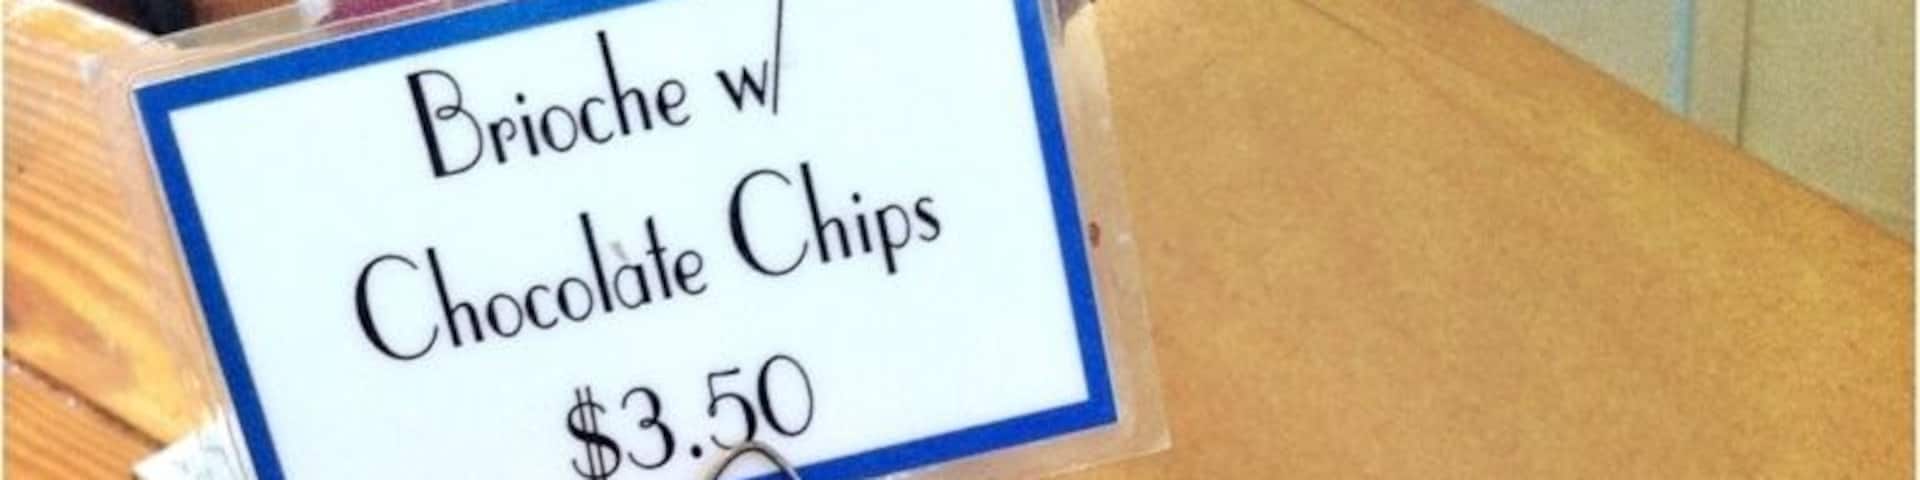 Brioche w/
Chocolate Chips
$3.50